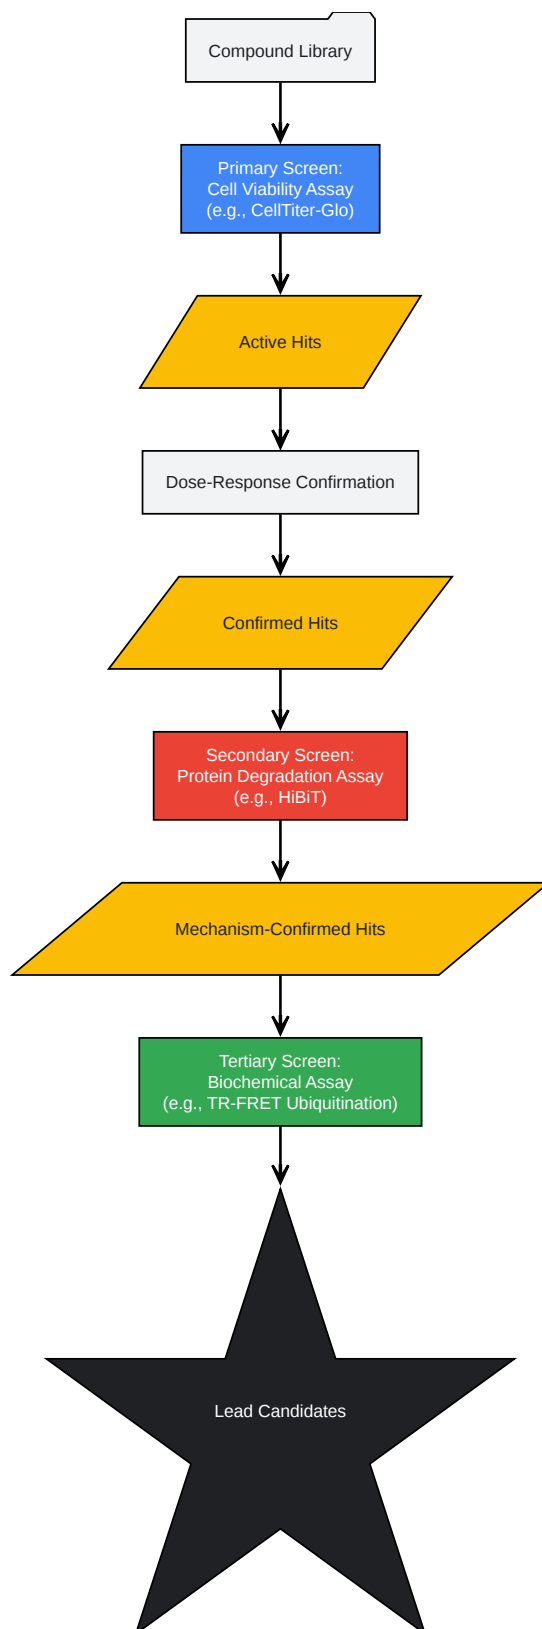 Compound Library
Primary Screen:
Cell Viability Assay
(e.g., CellTiter-Glo)
Active Hits
Dose-Response Confirmation
Confirmed Hits
Secondary Screen:
Protein Degradation Assay
(e.g., HiBiT)
Mechanism-Confirmed Hits
Tertiary Screen:
Biochemical Assay
(e.g., TR-FRET Ubiquitination)
Lead Candidates